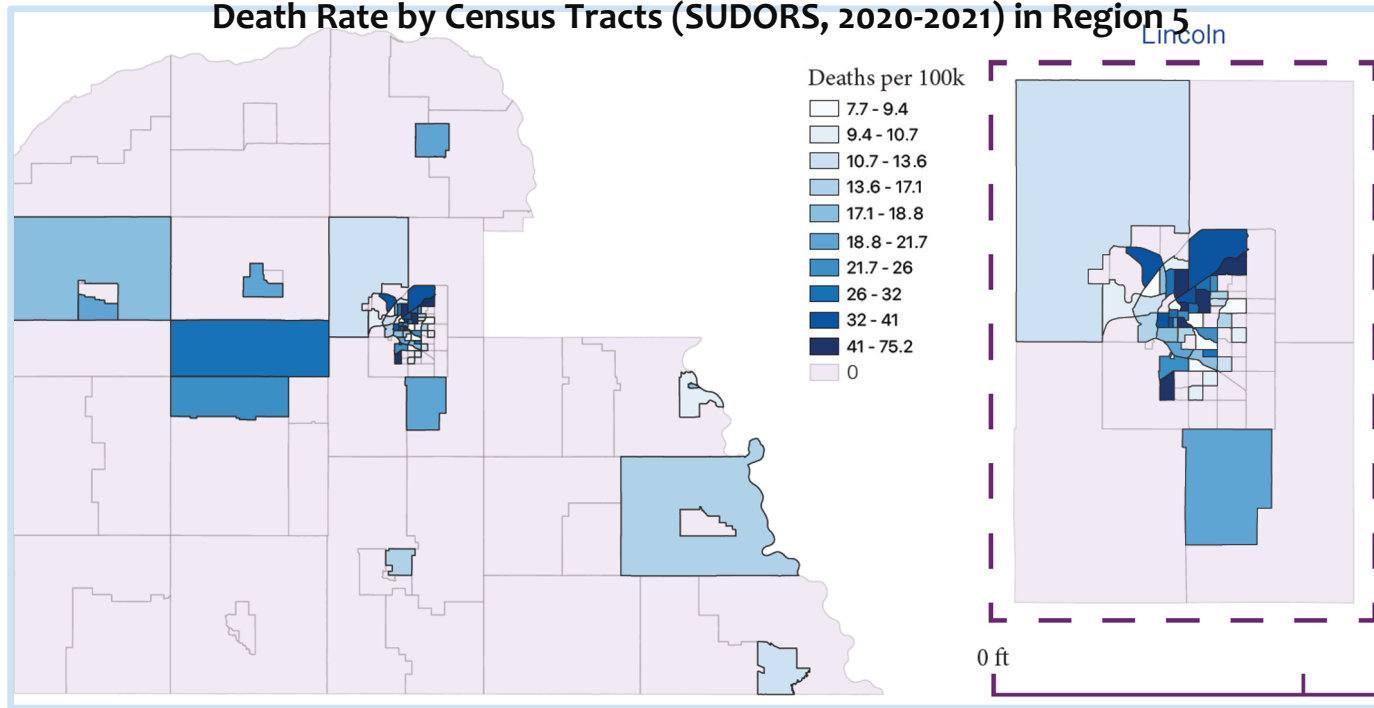 Death Rate by Census Tracts (SUDORS, 2020-2021) in Region 5
Lincoln
Deaths per 100k
7.7 - 9.4
9.4 - 10.7
10.7 - 13.6
13.6 - 17.1
17.1 - 18.8
18.8 - 21.7
21.7 - 26
26 - 32
32 - 41
41 - 75.2
0
0 ft